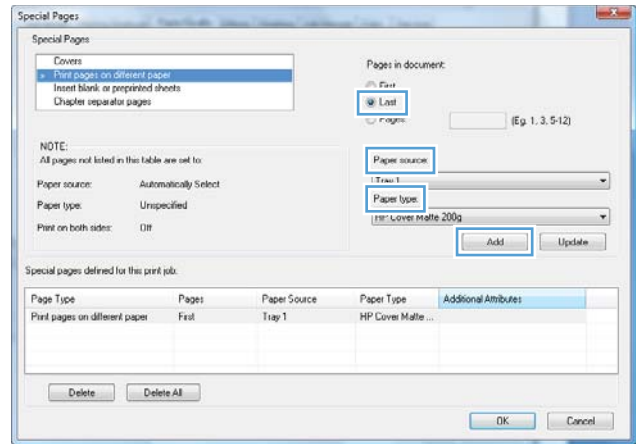 Special Pages
Special Pages
Covers
Print pages on different paper
Insert blank or preprinted sheets
Chapter separator pages
Pages in document:
First
Last
Pages: (Eg. 1, 3, 5-12)
NOTE:
All pages not listed in this table are set to:
Paper source: Automatically Select
Paper type: Unspecified
Print on both sides: Off
Paper source:
Tray 1
Paper type:
HP Cover Matte 200g
Add Update
Special pages defined for this print job:
Page Type Pages Paper Source Paper Type Additional Attributes
Print pages on different paper First Tray 1 HP Cover Matte ...
Delete Delete All
OK Cancel